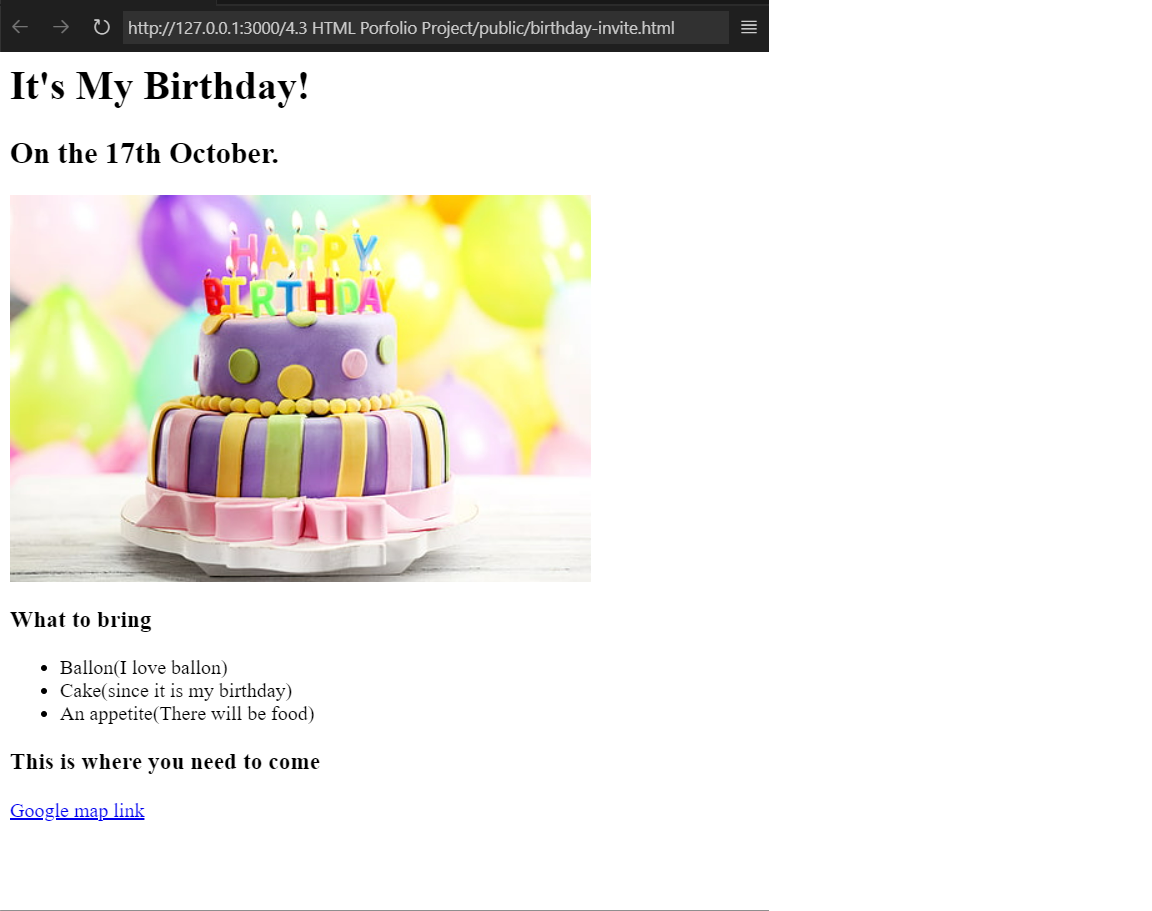 http://127.0.0.1:3000/4.3 HTML Porfolio Project/public/birthday-invite.html
It's My Birthday!
On the 17th October.
HAPPY
BIRTHDAY
What to bring
Ballon(I love ballon)
Cake(since it is my birthday)
An appetite(There will be food)
This is where you need to come
Google map link